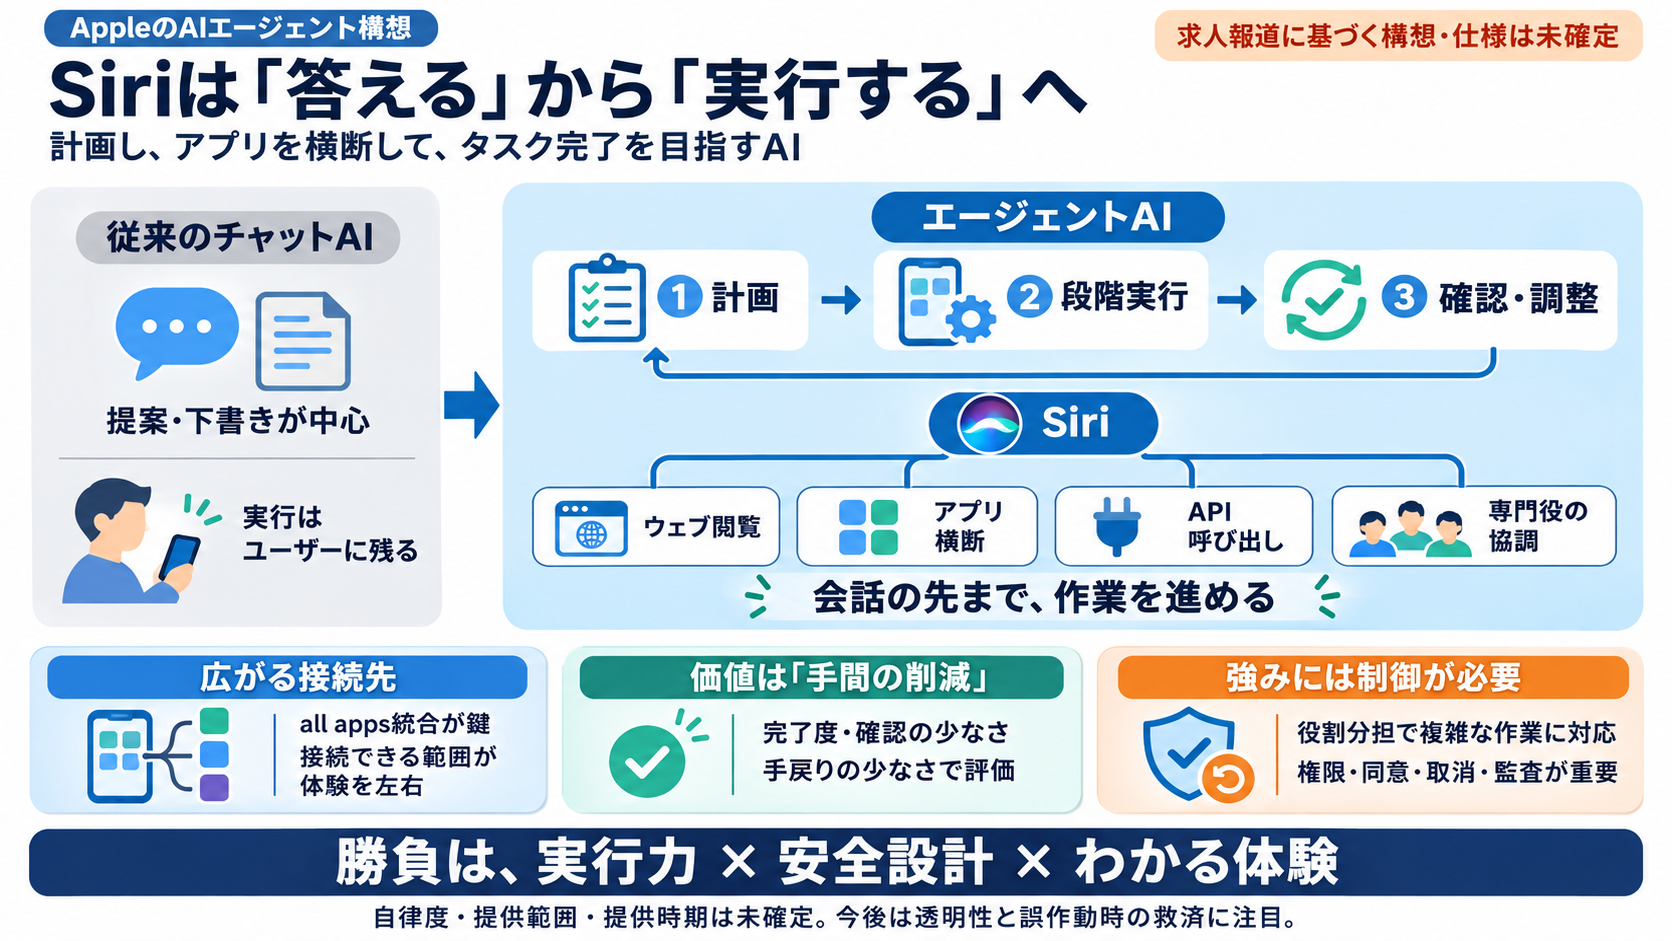 AppleのAIエージェント構想
求人報道に基づく構想・仕様は未確定
Siriは「答える」から「実行する」へ
計画し、アプリを横断して、タスク完了を目指すAI
従来のチャットAI
提案・下書きが中心
実行は
ユーザーに残る
エージェントAI
1 計画
2 段階実行
3 確認・調整
Siri
ウェブ閲覧
アプリ
横断
API
呼び出し
専門役の
協調
会話の先まで、作業を進める
広がる接続先
all apps統合が鍵
接続できる範囲が
体験を左右
価値は「手間の削減」
完了度・確認の少なさ
手戻りの少なさで評価
強みには制御が必要
役割分担で複雑な作業に対応
権限・同意・取消・監査が重要
勝負は、実行力 × 安全設計 × わかる体験
自律度・提供範囲・提供時期は未確定。今後は透明性と誤作動時の救済に注目。